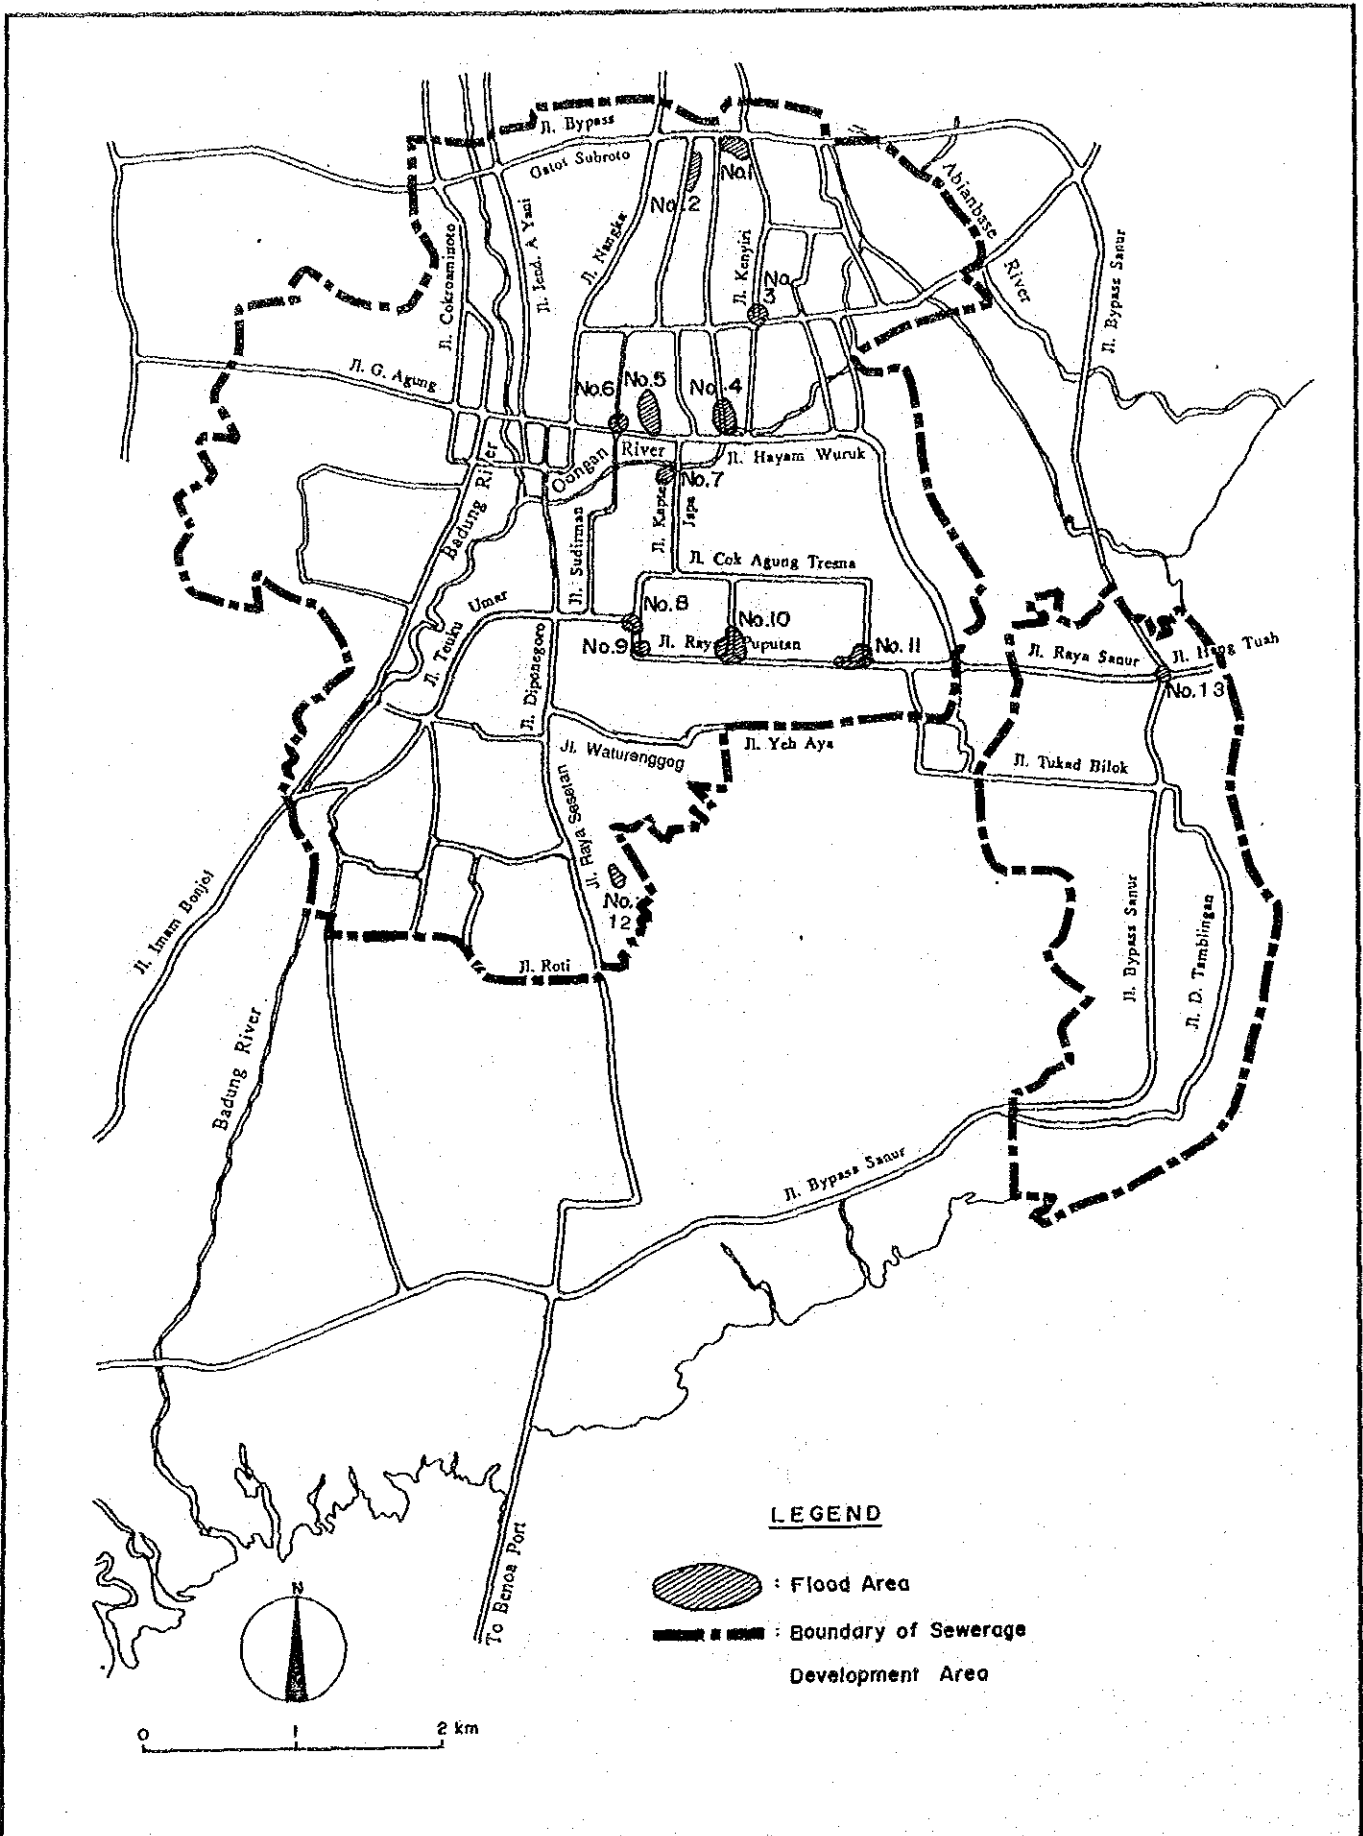 Jl. Bypass
Gatot Subroto
No.1
No.2
Abianbase
River
Jl. Cokroaminoto
Jl. Jend. A Yani
Jl. Nangka
Jl. Kenyiri
No.
3
Jl. Bypass Sanur
Jl. G. Agung
No.6
No.5
No.4
Badung River
Oongan
River
Jl. Hayam Wuruk
No.7
Jl. Kapten
Japa
Jl. Sudirman
Jl. Cok Agung Tresna
Jl. Teuku
Umar
No.8
No.10
No.9
Jl. Raya
Puputan
No.11
Jl. Raya Sanur
Jl. Hang Tuah
No.13
Jl. Diponegoro
Jl. Waturenggog
Jl. Yeh Aya
Jl. Tukad Bilok
Jl. Raya Sesetan
No.
12
Jl. Imam Bonjol
Jl. Roti
Jl. Bypass Sanur
Jl. D. Tamblingan
Badung River
Jl. Bypass Sanur
To Benoa Port
LEGEND
: Flood Area
: Boundary of Sewerage
Development Area
N
0 1 2 km